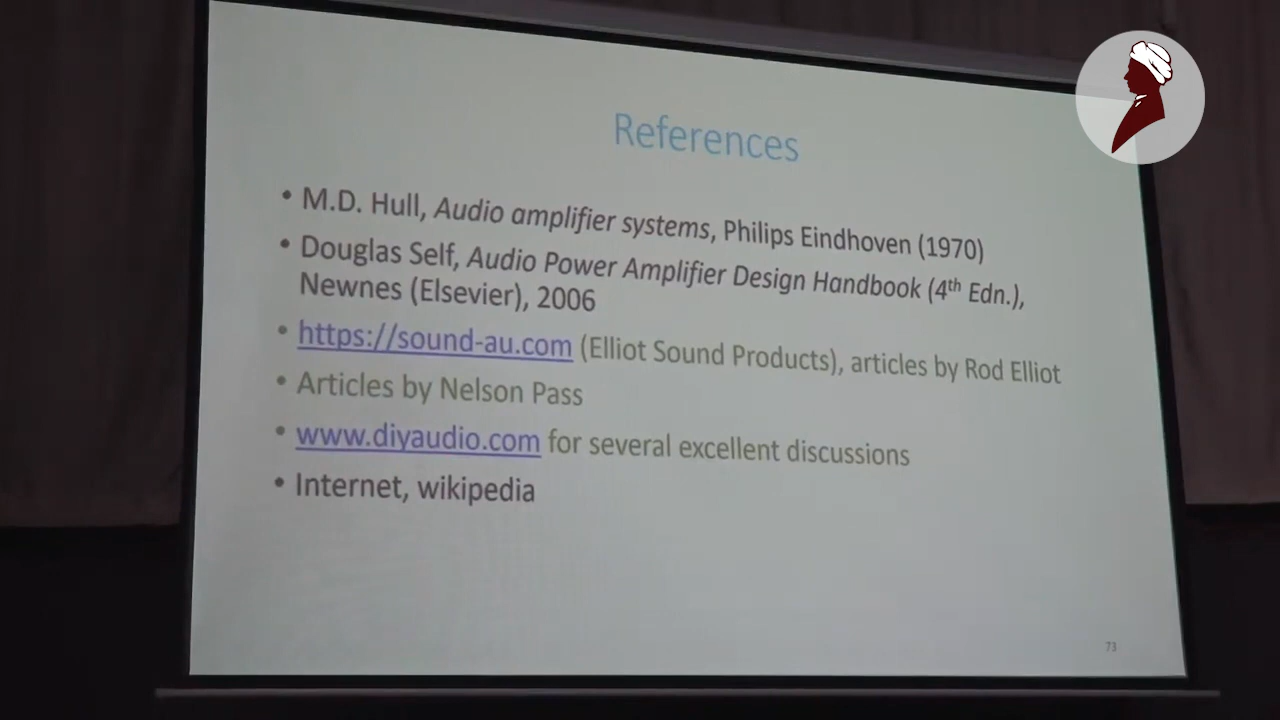 References
• M.D. Hull, Audio amplifier systems, Philips Eindhoven (1970)
• Douglas Self, Audio Power Amplifier Design Handbook (4th Edn.),
Newnes (Elsevier), 2006
• https://sound-au.com (Elliot Sound Products), articles by Rod Elliot
• Articles by Nelson Pass
• www.diyaudio.com for several excellent discussions
• Internet, wikipedia
73